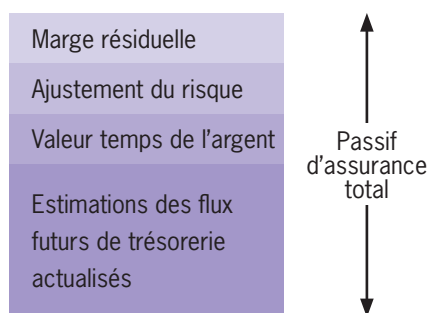 Marge résiduelle
Ajustement du risque
Valeur temps de l'argent
Estimations des flux
futurs de trésorerie
actualisés
Passif
d'assurance
total